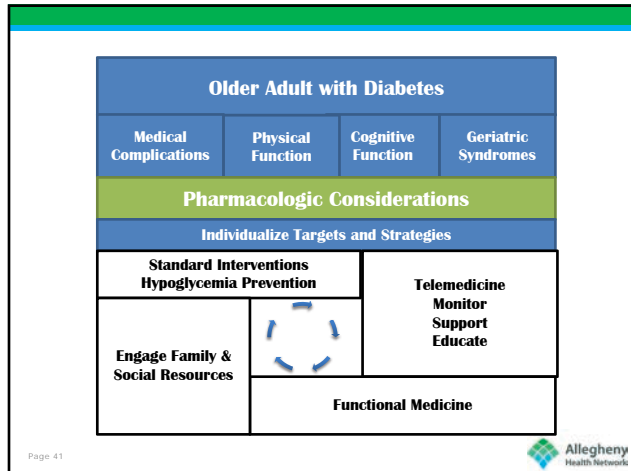 Older Adult with Diabetes
Medical
Complications
Physical
Function
Cognitive
Function
Geriatric
Syndromes
Pharmacologic Considerations
Individualize Targets and Strategies
Standard Interventions
Hypoglycemia Prevention
Telemedicine
Monitor
Support
Educate
Engage Family &
Social Resources
Functional Medicine
Page 41
Allegheny
Health Network